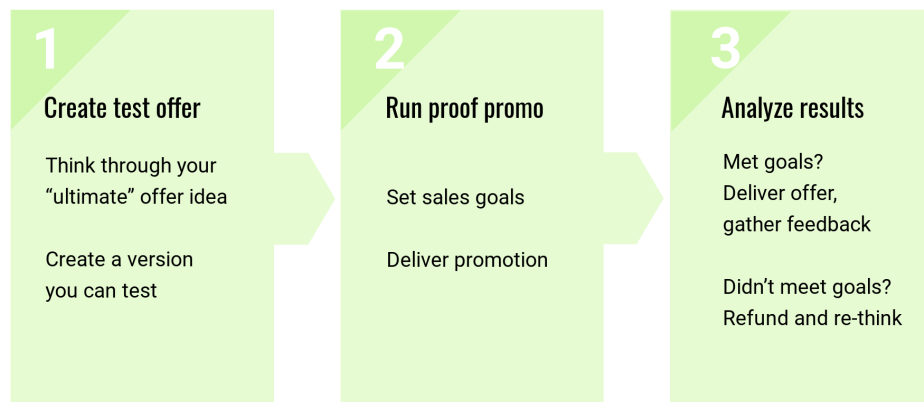 1
Create test offer
Think through your
“ultimate” offer idea
Create a version
you can test
2
Run proof promo
Set sales goals
Deliver promotion
3
Analyze results
Met goals?
Deliver offer,
gather feedback
Didn’t meet goals?
Refund and re-think